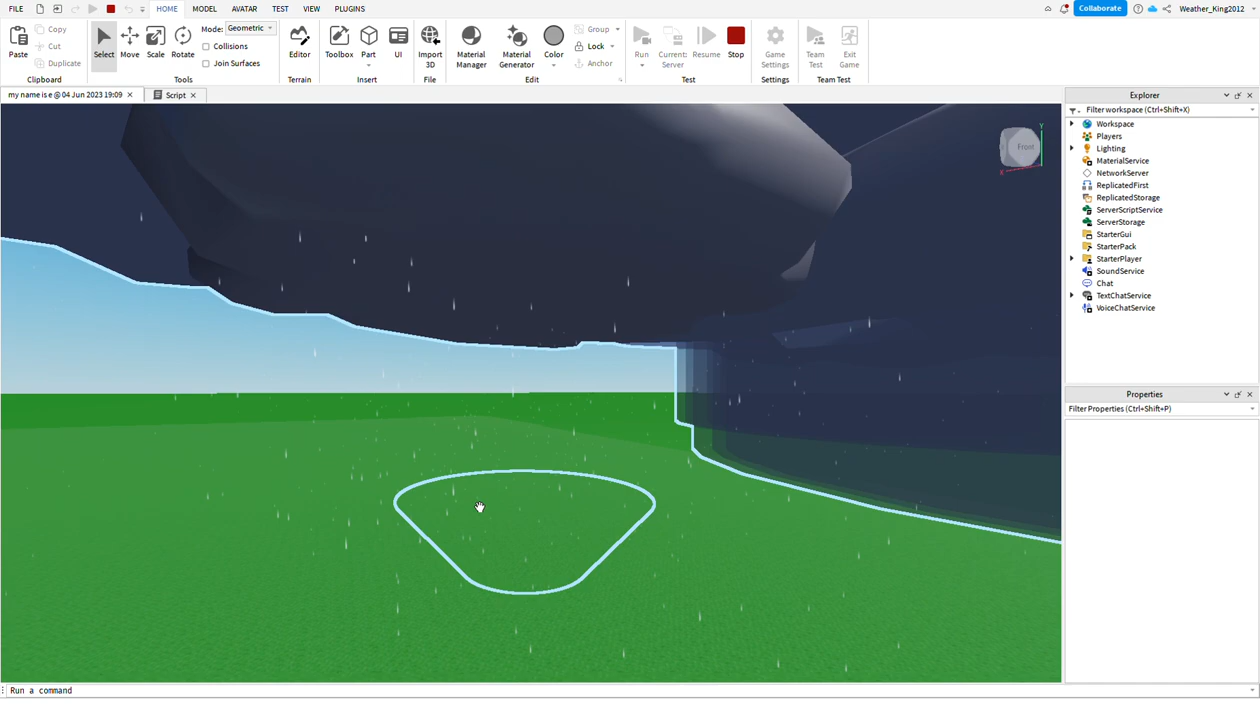 FILE HOME MODEL AVATAR TEST VIEW PLUGINS Collaborate Weather_King2012
Paste Copy Cut Duplicate Select Move Scale Rotate Mode: Geometric Collisions Join Surfaces Editor Toolbox Part UI Import 3D Material Manager Material Generator Color Group Lock Anchor Run Current: Server Resume Stop Game Settings Team Test Exit Game
Clipboard Tools Terrain Insert File Edit Test Settings Team Test
my name is e @ 04 Jun 2023 19:09 Script
Explorer
Filter workspace (Ctrl+Shift+X)
Workspace
Players
Lighting
MaterialService
NetworkServer
ReplicatedFirst
ReplicatedStorage
ServerScriptService
ServerStorage
StarterGui
StarterPack
StarterPlayer
SoundService
Chat
TextChatService
VoiceChatService
Y
Front
X
Properties
Filter Properties (Ctrl+Shift+P)
Run a command